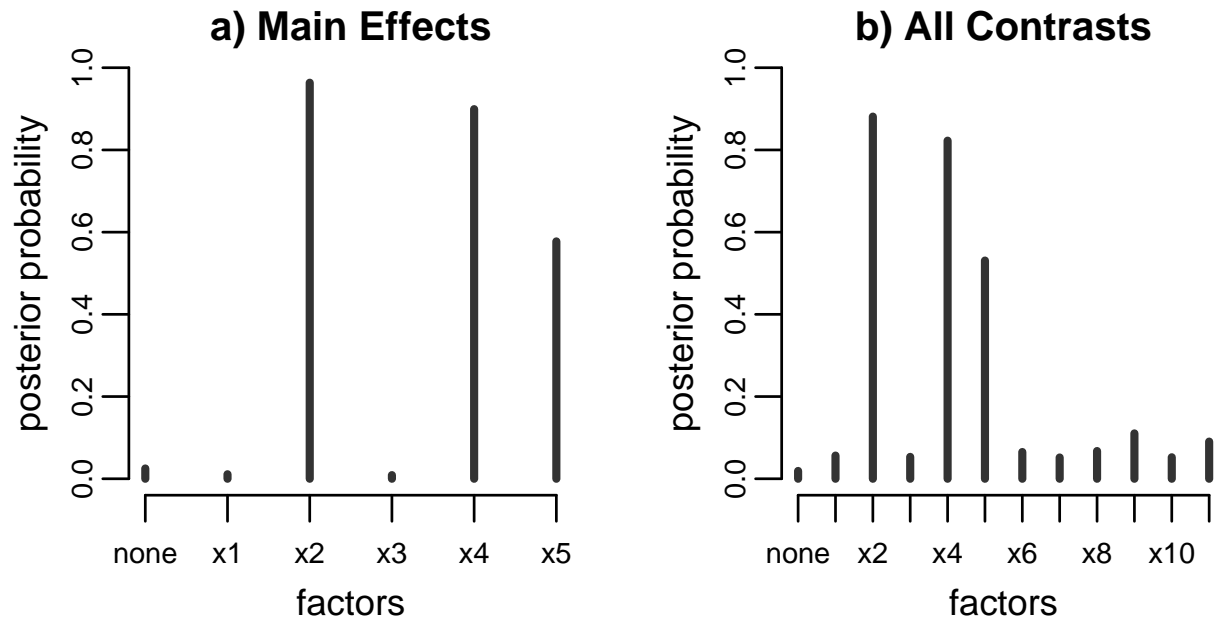 a) Main Effects
posterior probability
0.0 0.2 0.4 0.6 0.8 1.0
none x1 x2 x3 x4 x5
factors
b) All Contrasts
posterior probability
0.0 0.2 0.4 0.6 0.8 1.0
none x2 x4 x6 x8 x10
factors